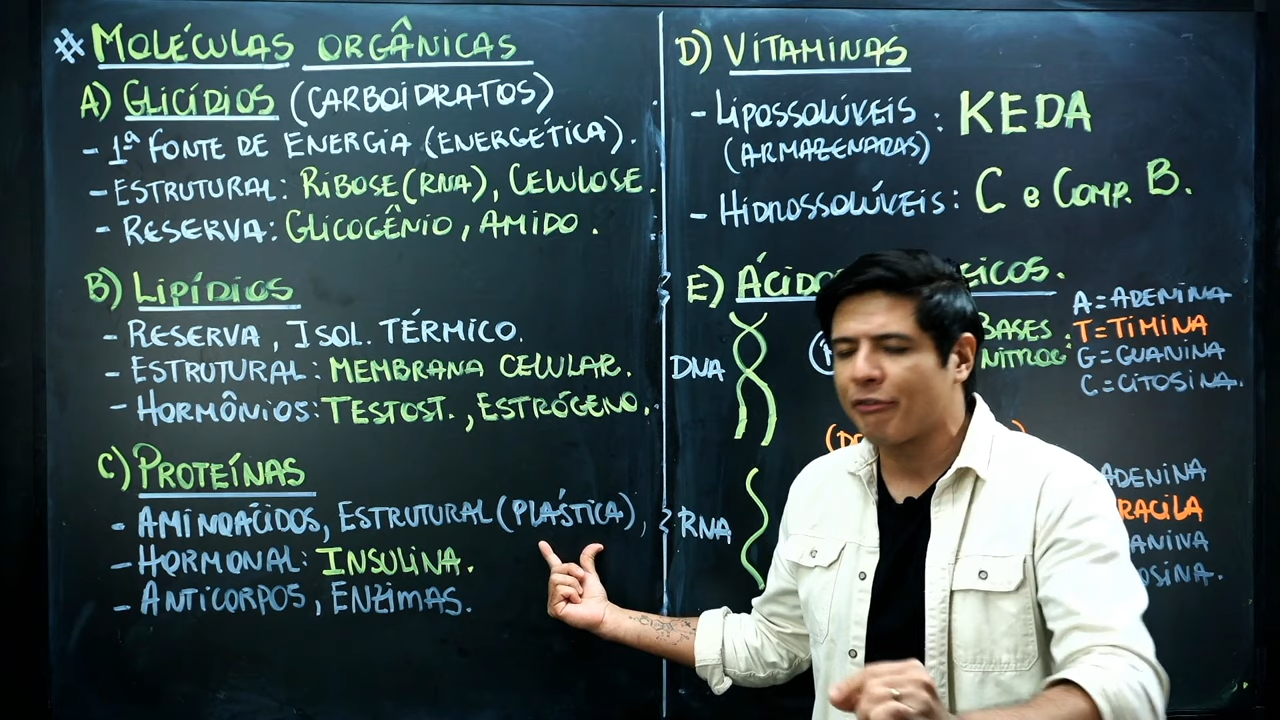 # MOLÉCULAS ORGÂNICAS
A) GLICÍDIOS (CARBOIDRATOS)
- 1ª FONTE DE ENERGIA (ENERGÉTICA).
- ESTRUTURAL: RIBOSE (RNA), CELULOSE.
- RESERVA: GLICOGÊNIO, AMIDO.
B) LIPÍDIOS
- RESERVA, ISOL. TÉRMICO.
- ESTRUTURAL: MEMBRANA CELULAR.
- HORMÔNIOS: TESTOST., ESTRÓGENO.
C) PROTEÍNAS
- AMINOÁCIDOS, ESTRUTURAL (PLÁSTICA),
- HORMONAL: INSULINA.
- ANTICORPOS, ENZIMAS.
D) VITAMINAS
- LIPOSSOLÚVEIS: KEDA
(ARMAZENADAS)
- HIDROSSOLÚVEIS: C e COMP. B.
E) ÁCIDO EICOS.
DNA
BASES
NITROG:
A = ADENINA
T = TIMINA
G = GUANINA
C = CITOSINA.
RNA
ADENINA
RACILA
ANINA
OSINA.